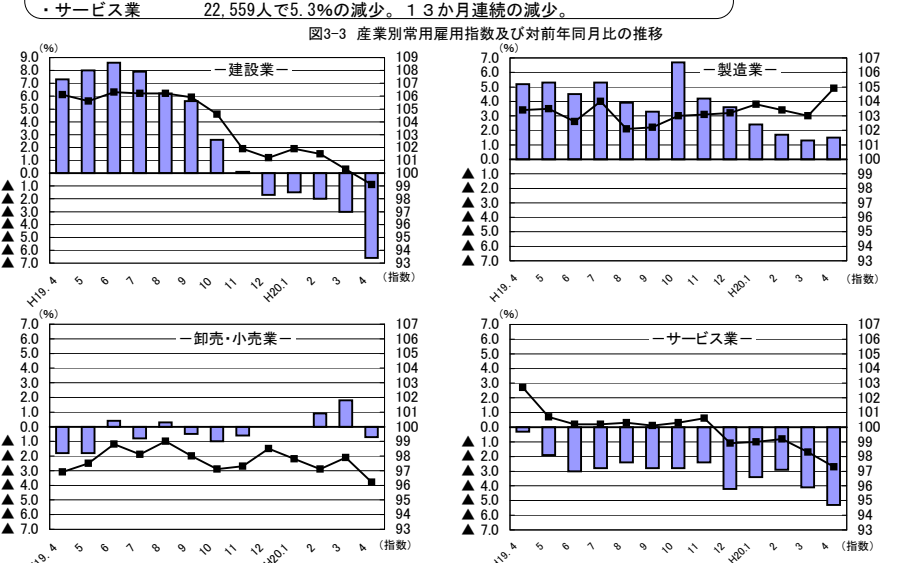 ・サービス業 22,559人で5.3%の減少。１３か月連続の減少。
図3-3 産業別常用雇用指数及び対前年同月比の推移
(%)
－建設業－
9.0 109
8.0 108
7.0 107
6.0 106
5.0 105
4.0 104
3.0 103
2.0 102
1.0 101
0.0 100
▲ 1.0 99
▲ 2.0 98
▲ 3.0 97
▲ 4.0 96
▲ 5.0 95
▲ 6.0 94
▲ 7.0 93
H19. 4 5 6 7 8 9 10 11 12 H20.1 2 3 4 (指数)
(%)
－製造業－
7.0 107
6.0 106
5.0 105
4.0 104
3.0 103
2.0 102
1.0 101
0.0 100
▲ 1.0 99
▲ 2.0 98
▲ 3.0 97
▲ 4.0 96
▲ 5.0 95
▲ 6.0 94
▲ 7.0 93
H19. 4 5 6 7 8 9 10 11 12 H20.1 2 3 4 (指数)
(%)
－卸売・小売業－
7.0 107
6.0 106
5.0 105
4.0 104
3.0 103
2.0 102
1.0 101
0.0 100
▲ 1.0 99
▲ 2.0 98
▲ 3.0 97
▲ 4.0 96
▲ 5.0 95
▲ 6.0 94
▲ 7.0 93
H19. 4 5 6 7 8 9 10 11 12 H20.1 2 3 4 (指数)
(%)
－サービス業－
7.0 107
6.0 106
5.0 105
4.0 104
3.0 103
2.0 102
1.0 101
0.0 100
▲ 1.0 99
▲ 2.0 98
▲ 3.0 97
▲ 4.0 96
▲ 5.0 95
▲ 6.0 94
▲ 7.0 93
H19. 4 5 6 7 8 9 10 11 12 H20.1 2 3 4 (指数)